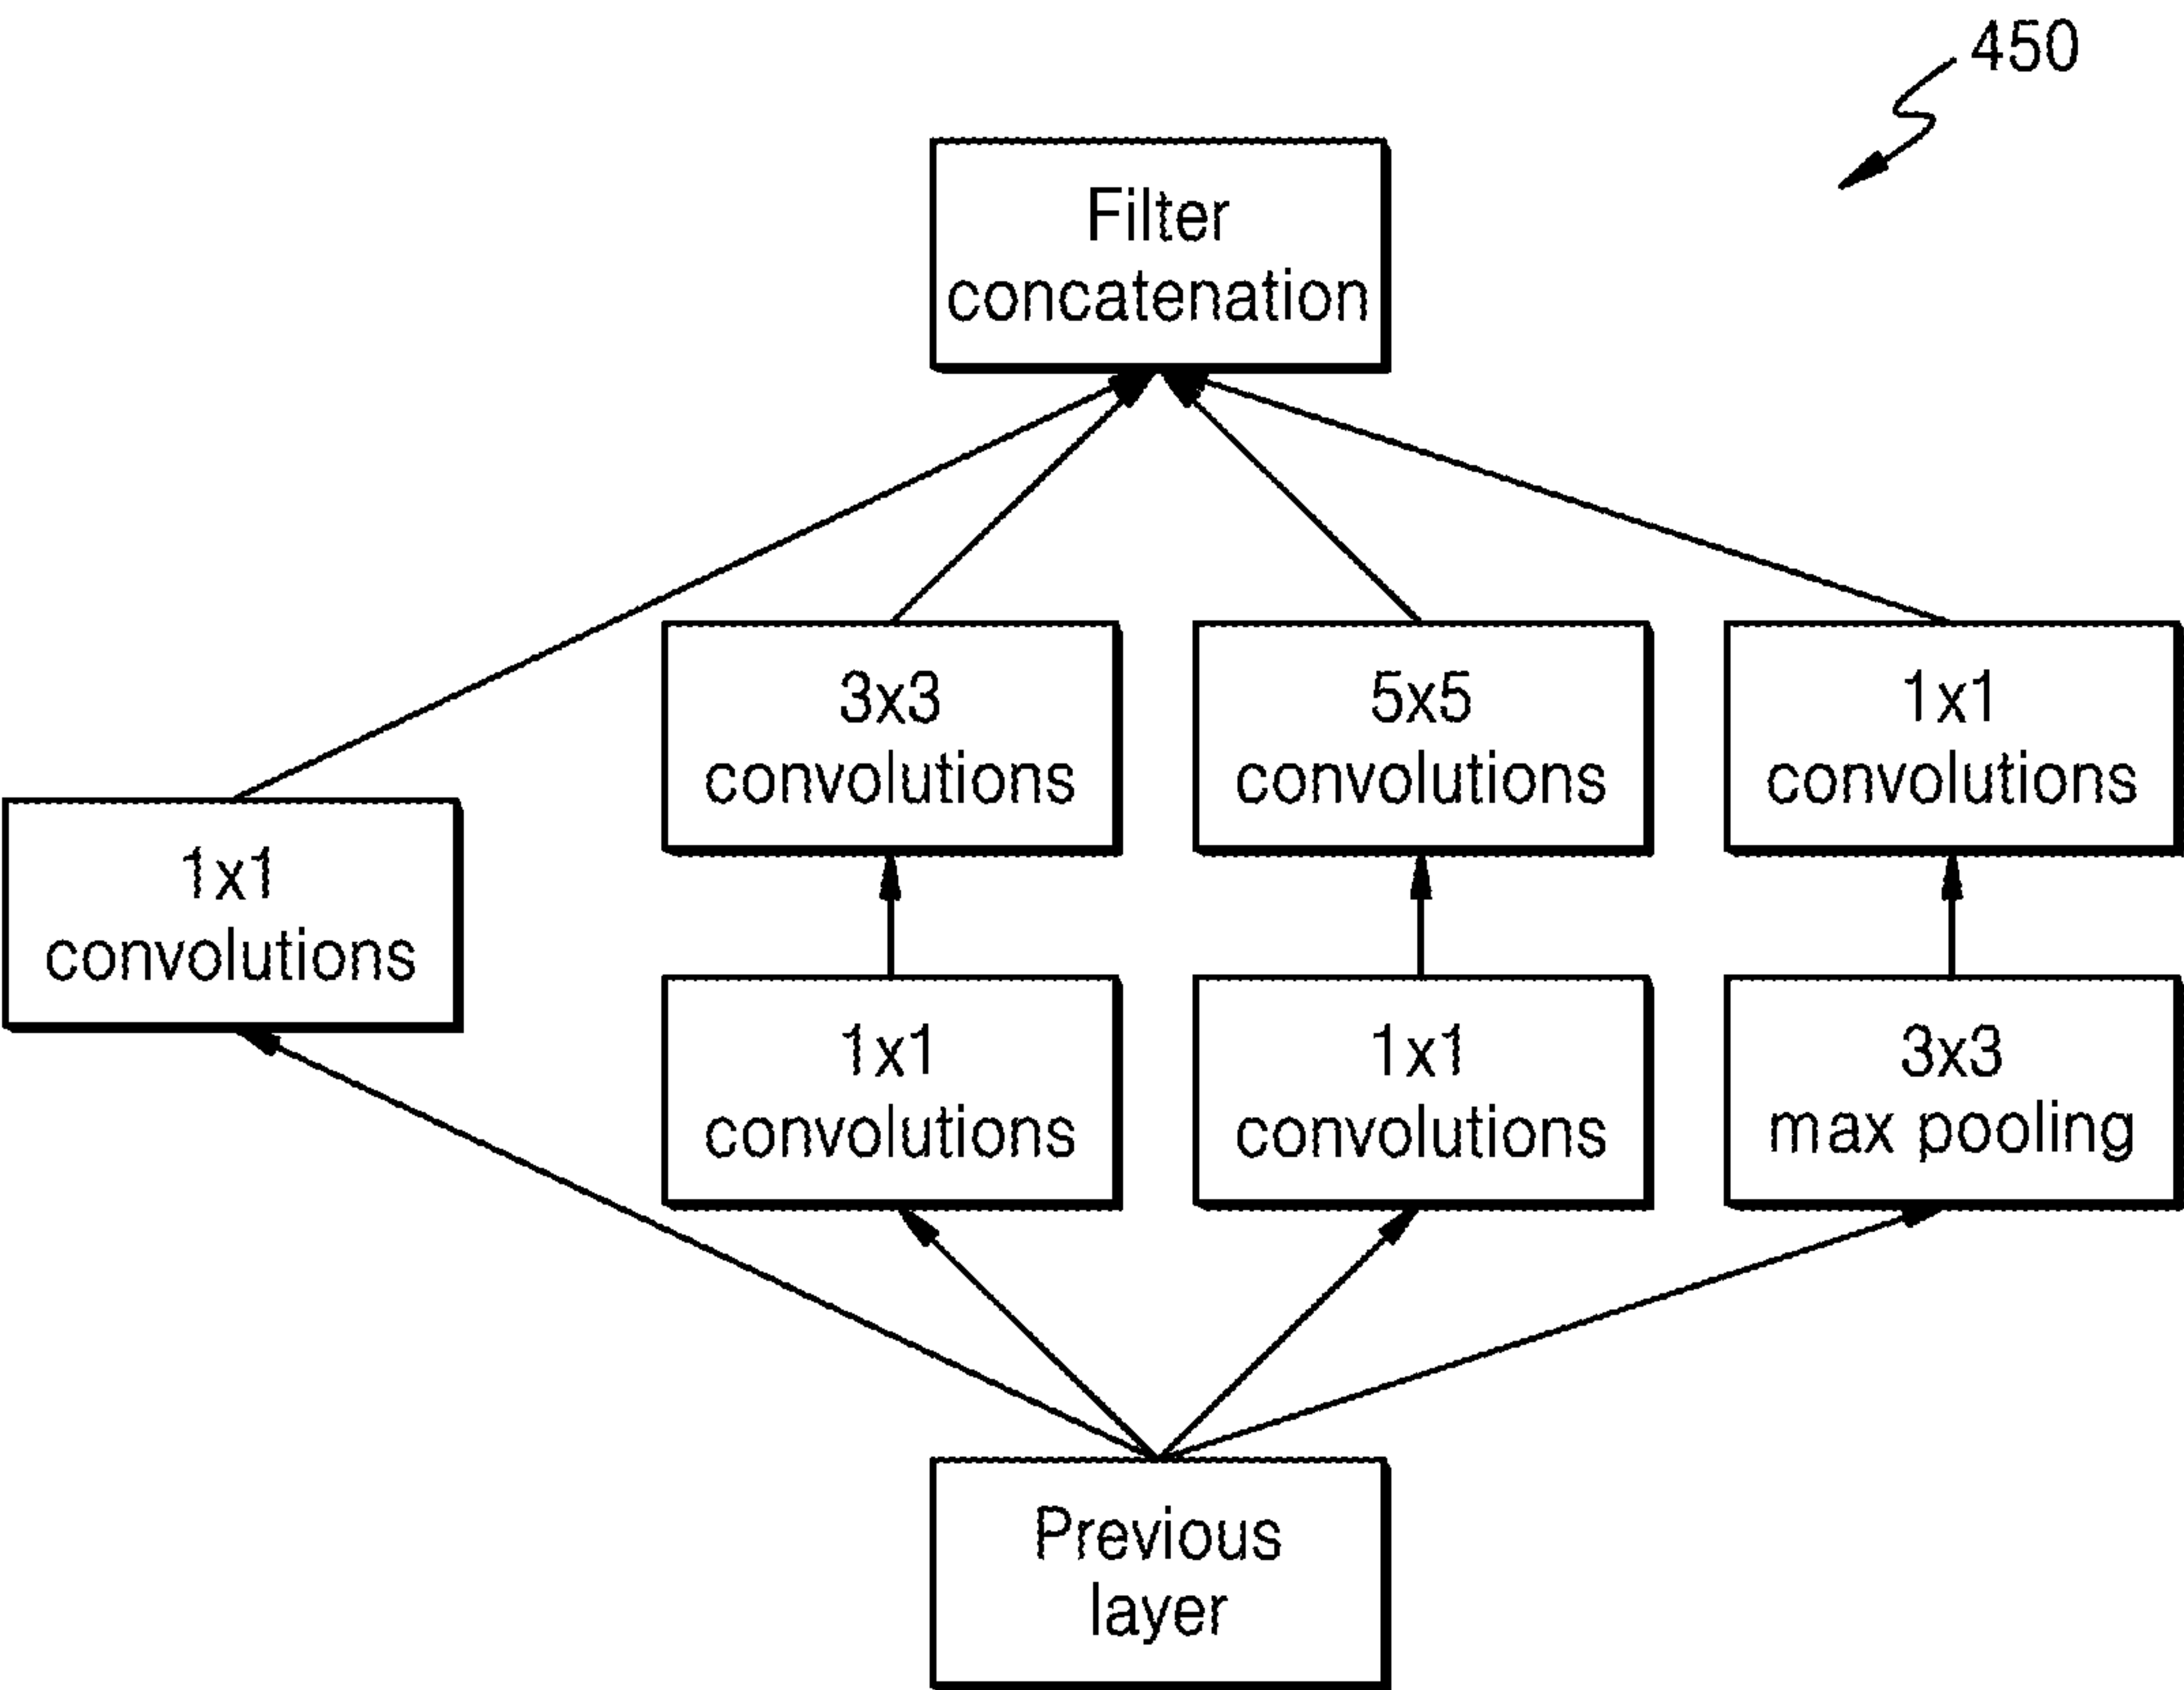 450
Filter
concatenation
3x3
convolutions
5x5
convolutions
1x1
convolutions
1x1
convolutions
1x1
convolutions
1x1
convolutions
3x3
max pooling
Previous
layer